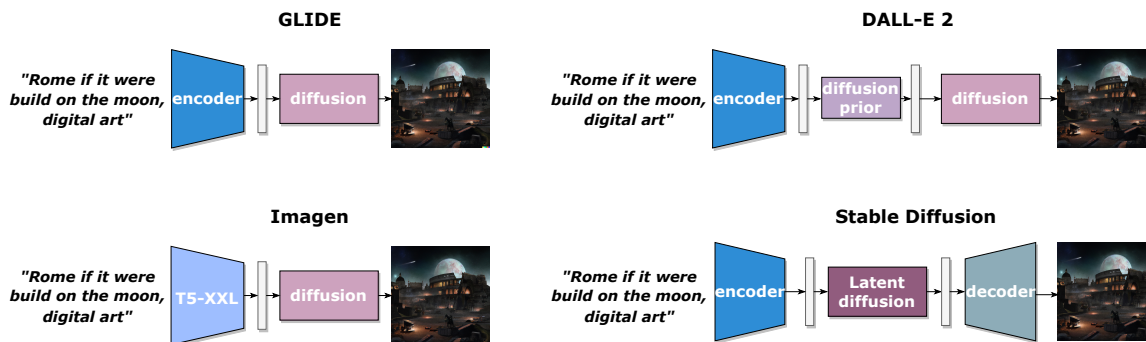 GLIDE
"Rome if it were
build on the moon,
digital art"
encoder
diffusion
DALL-E 2
"Rome if it were
build on the moon,
digital art"
encoder
diffusion
prior
diffusion
Imagen
"Rome if it were
build on the moon,
digital art"
T5-XXL
diffusion
Stable Diffusion
"Rome if it were
build on the moon,
digital art"
encoder
Latent
diffusion
decoder